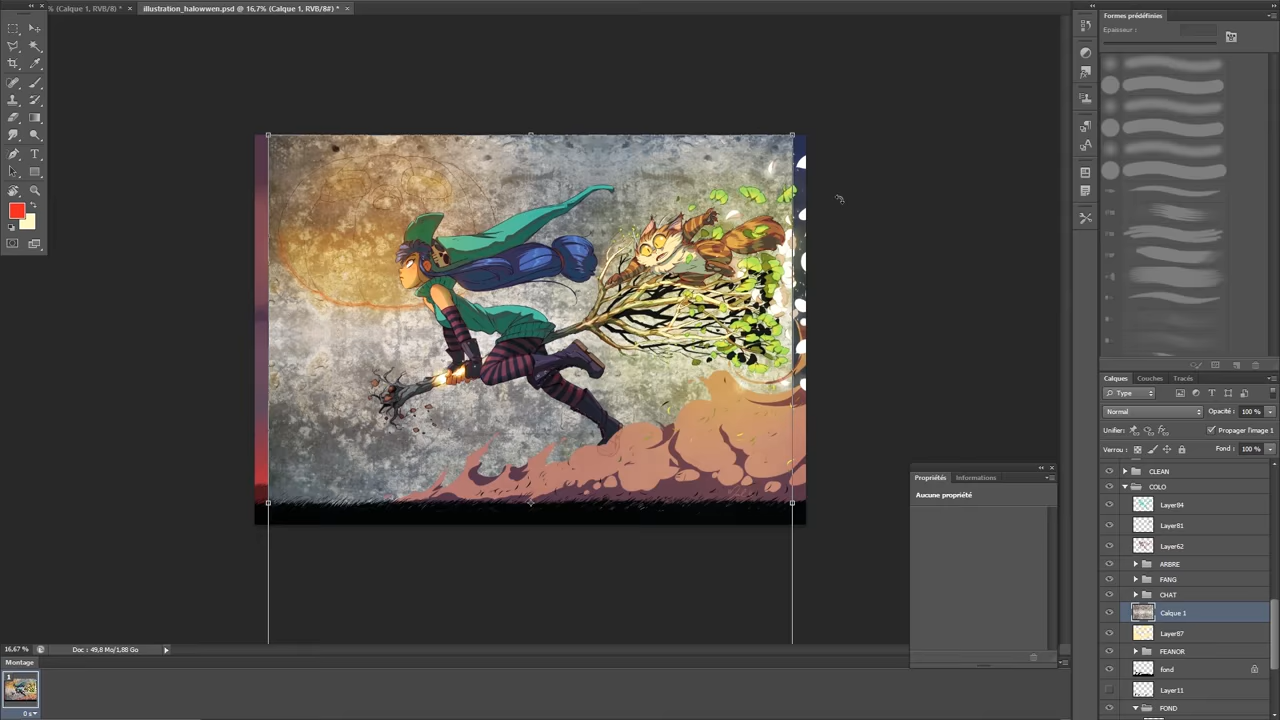 % (Calque 1, RVB/8) * × illustration_halowwen.psd @ 16,7% (Calque 1, RVB/8#) * ×
Formes prédéfinies
Epaisseur :
Calques Couches Tracés
Type
Normal Opacité : 100 %
Unifier : Propager l'image 1
Verrou : Fond : 100 %
CLEAN
COLO
Layer84
Layer81
Layer62
ARBRE
FANG
CHAT
Calque 1
Layer87
FEANOR
fond
Layer11
FOND
Propriétés Informations
Aucune propriété
16,67 % Doc : 49,8 Mo/1,88 Go
Montage
1
0 s